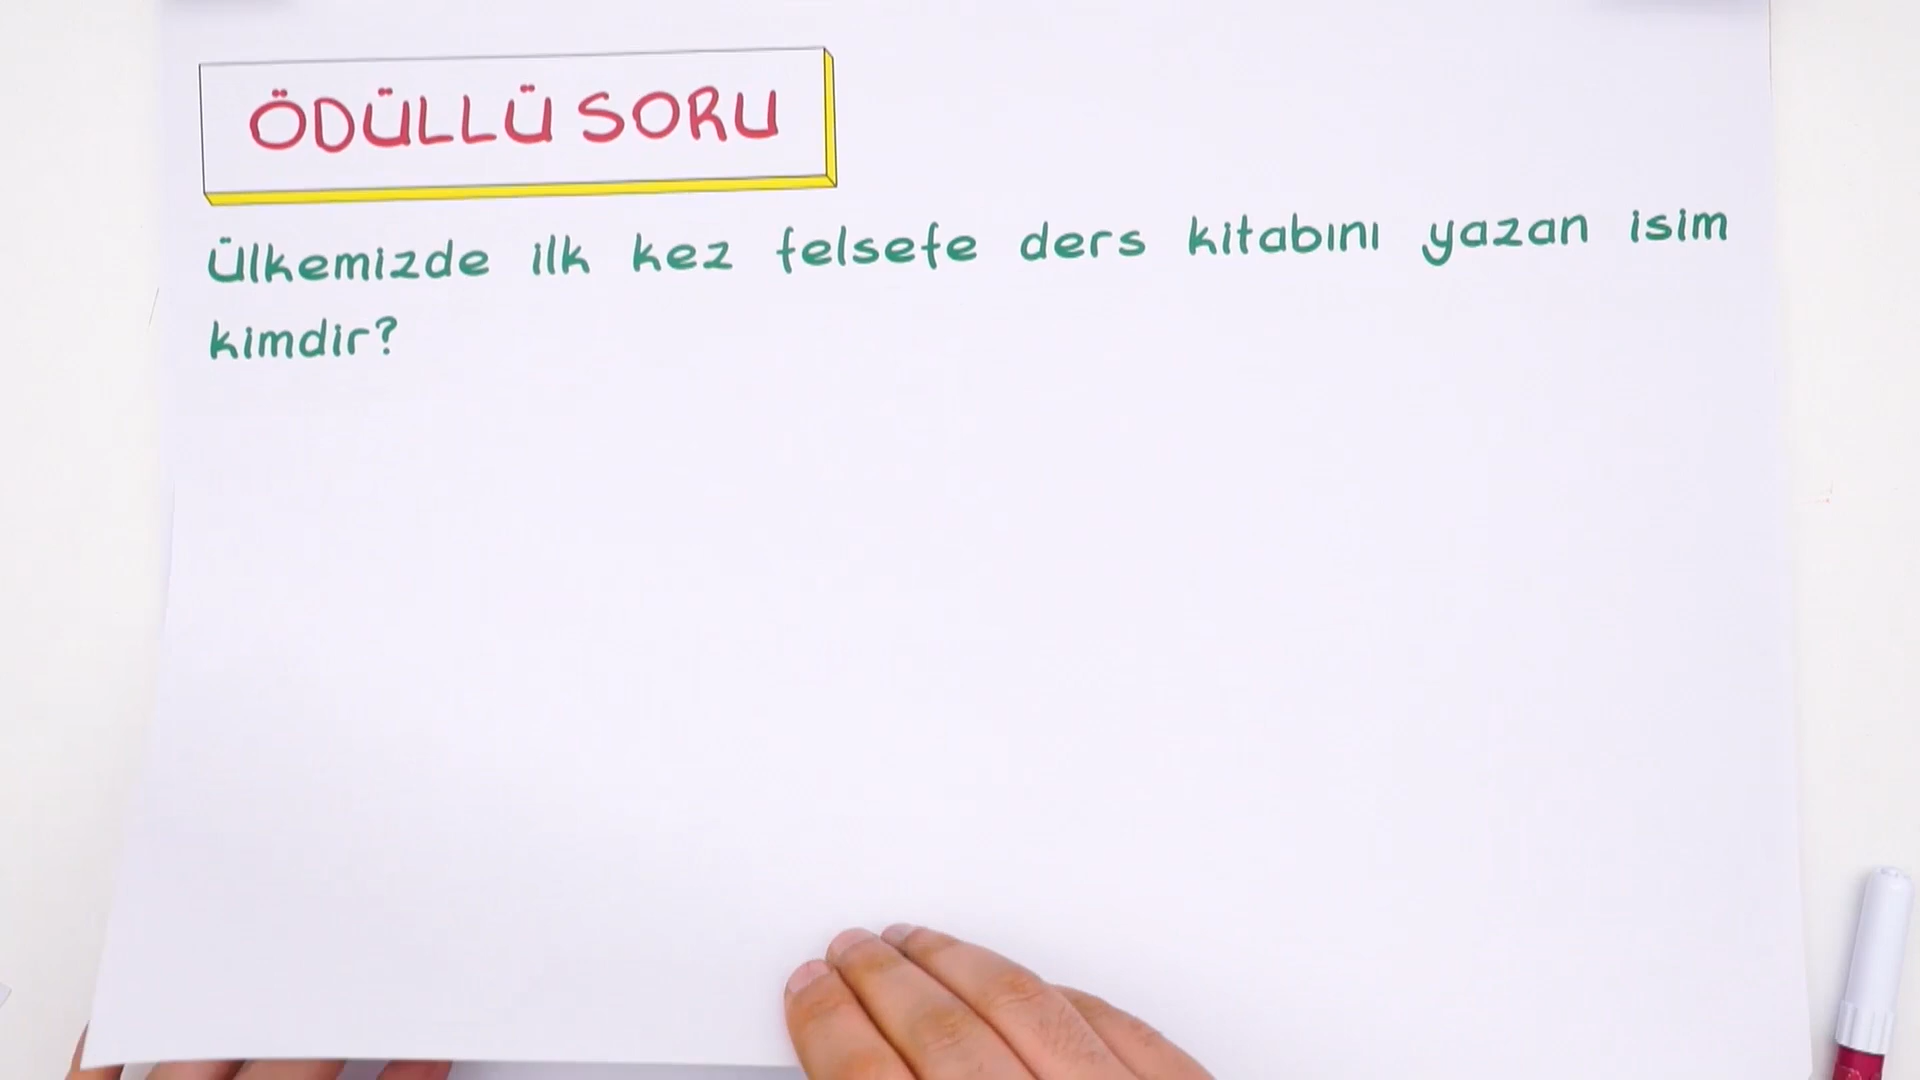 ÖDÜLLÜ SORU
Ülkemizde ilk kez felsefe ders kitabını yazan isim
kimdir?